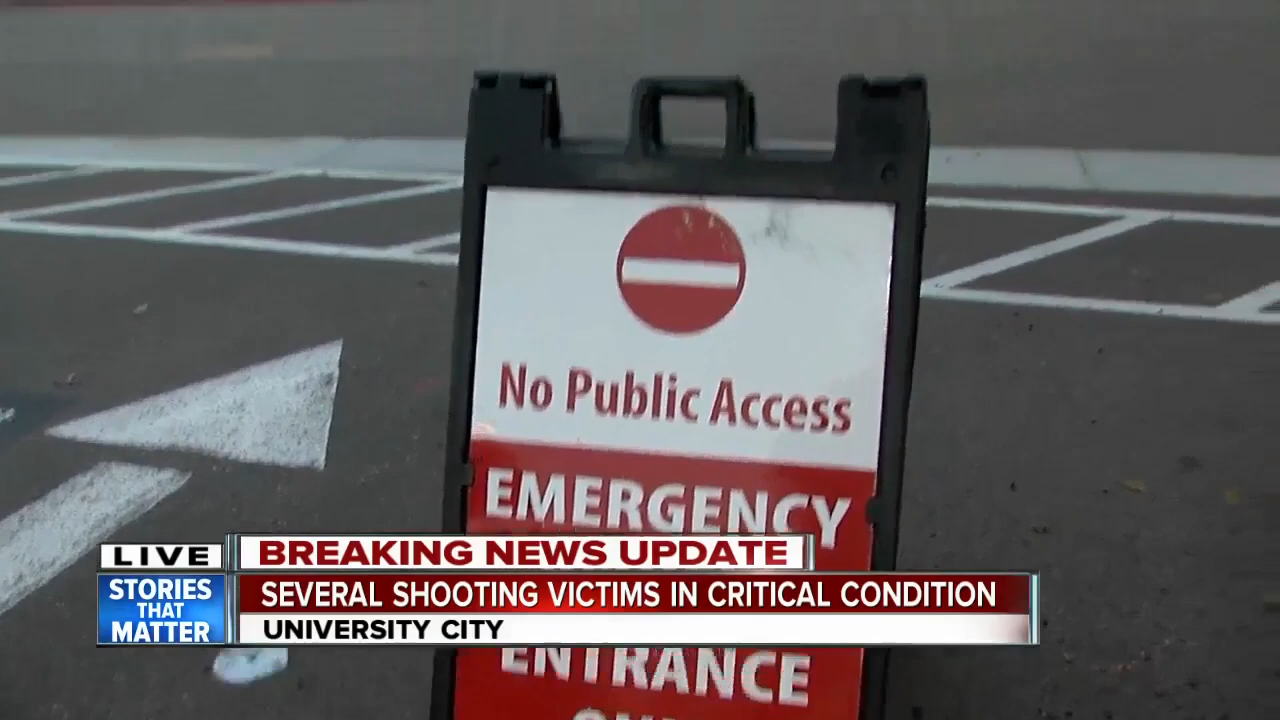 No Public Access
EMERGENCY
LIVE
BREAKING NEWS UPDATE
STORIES
THAT
MATTER
SEVERAL SHOOTING VICTIMS IN CRITICAL CONDITION
UNIVERSITY CITY
ENTRANCE